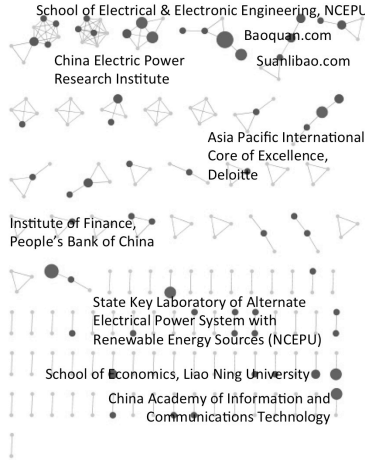 School of Electrical & Electronic Engineering, NCEPU
Baoquan.com
China Electric Power
Research Institute
Suanlibao.com
Asia Pacific International
Core of Excellence,
Deloitte
Institute of Finance,
People's Bank of China
State Key Laboratory of Alternate
Electrical Power System with
Renewable Energy Sources (NCEPU)
School of Economics, Liao Ning University
China Academy of Information and
Communications Technology